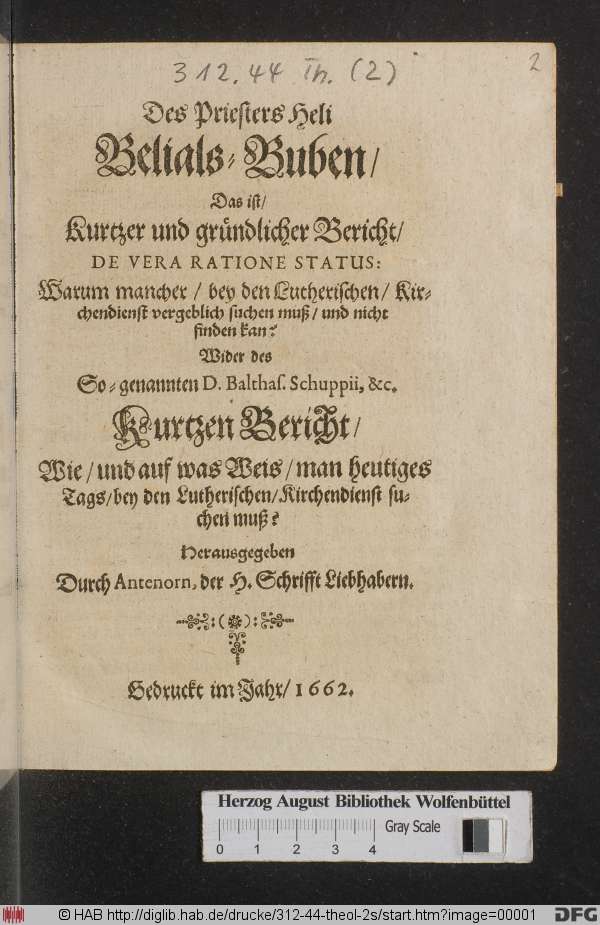 312.44 Th. (2)
2
Des Priesters Heli
Belials-Buben/
Das ist/
Kurtzer und gründlicher Bericht/
DE VERA RATIONE STATUS:
Warum mancher / bey den Lutherischen / Kir-
chendienst vergeblich suchen muß / und nicht
finden kan?
Wider des
So-genannten D. Balthas. Schuppii, &c.
Kurtzen Bericht/
Wie / und auf was Weis / man heutiges
Tags / bey den Lutherischen / Kirchendienst su-
chen muß?
Herausgegeben
Durch Antenorn, der H. Schrifft Liebhabern.
Gedruckt im Jahr / 1662.
Herzog August Bibliothek Wolfenbüttel
Gray Scale
0 1 2 3 4
© HAB http://diglib.hab.de/drucke/312-44-theol-2s/start.htm?image=00001
DFG